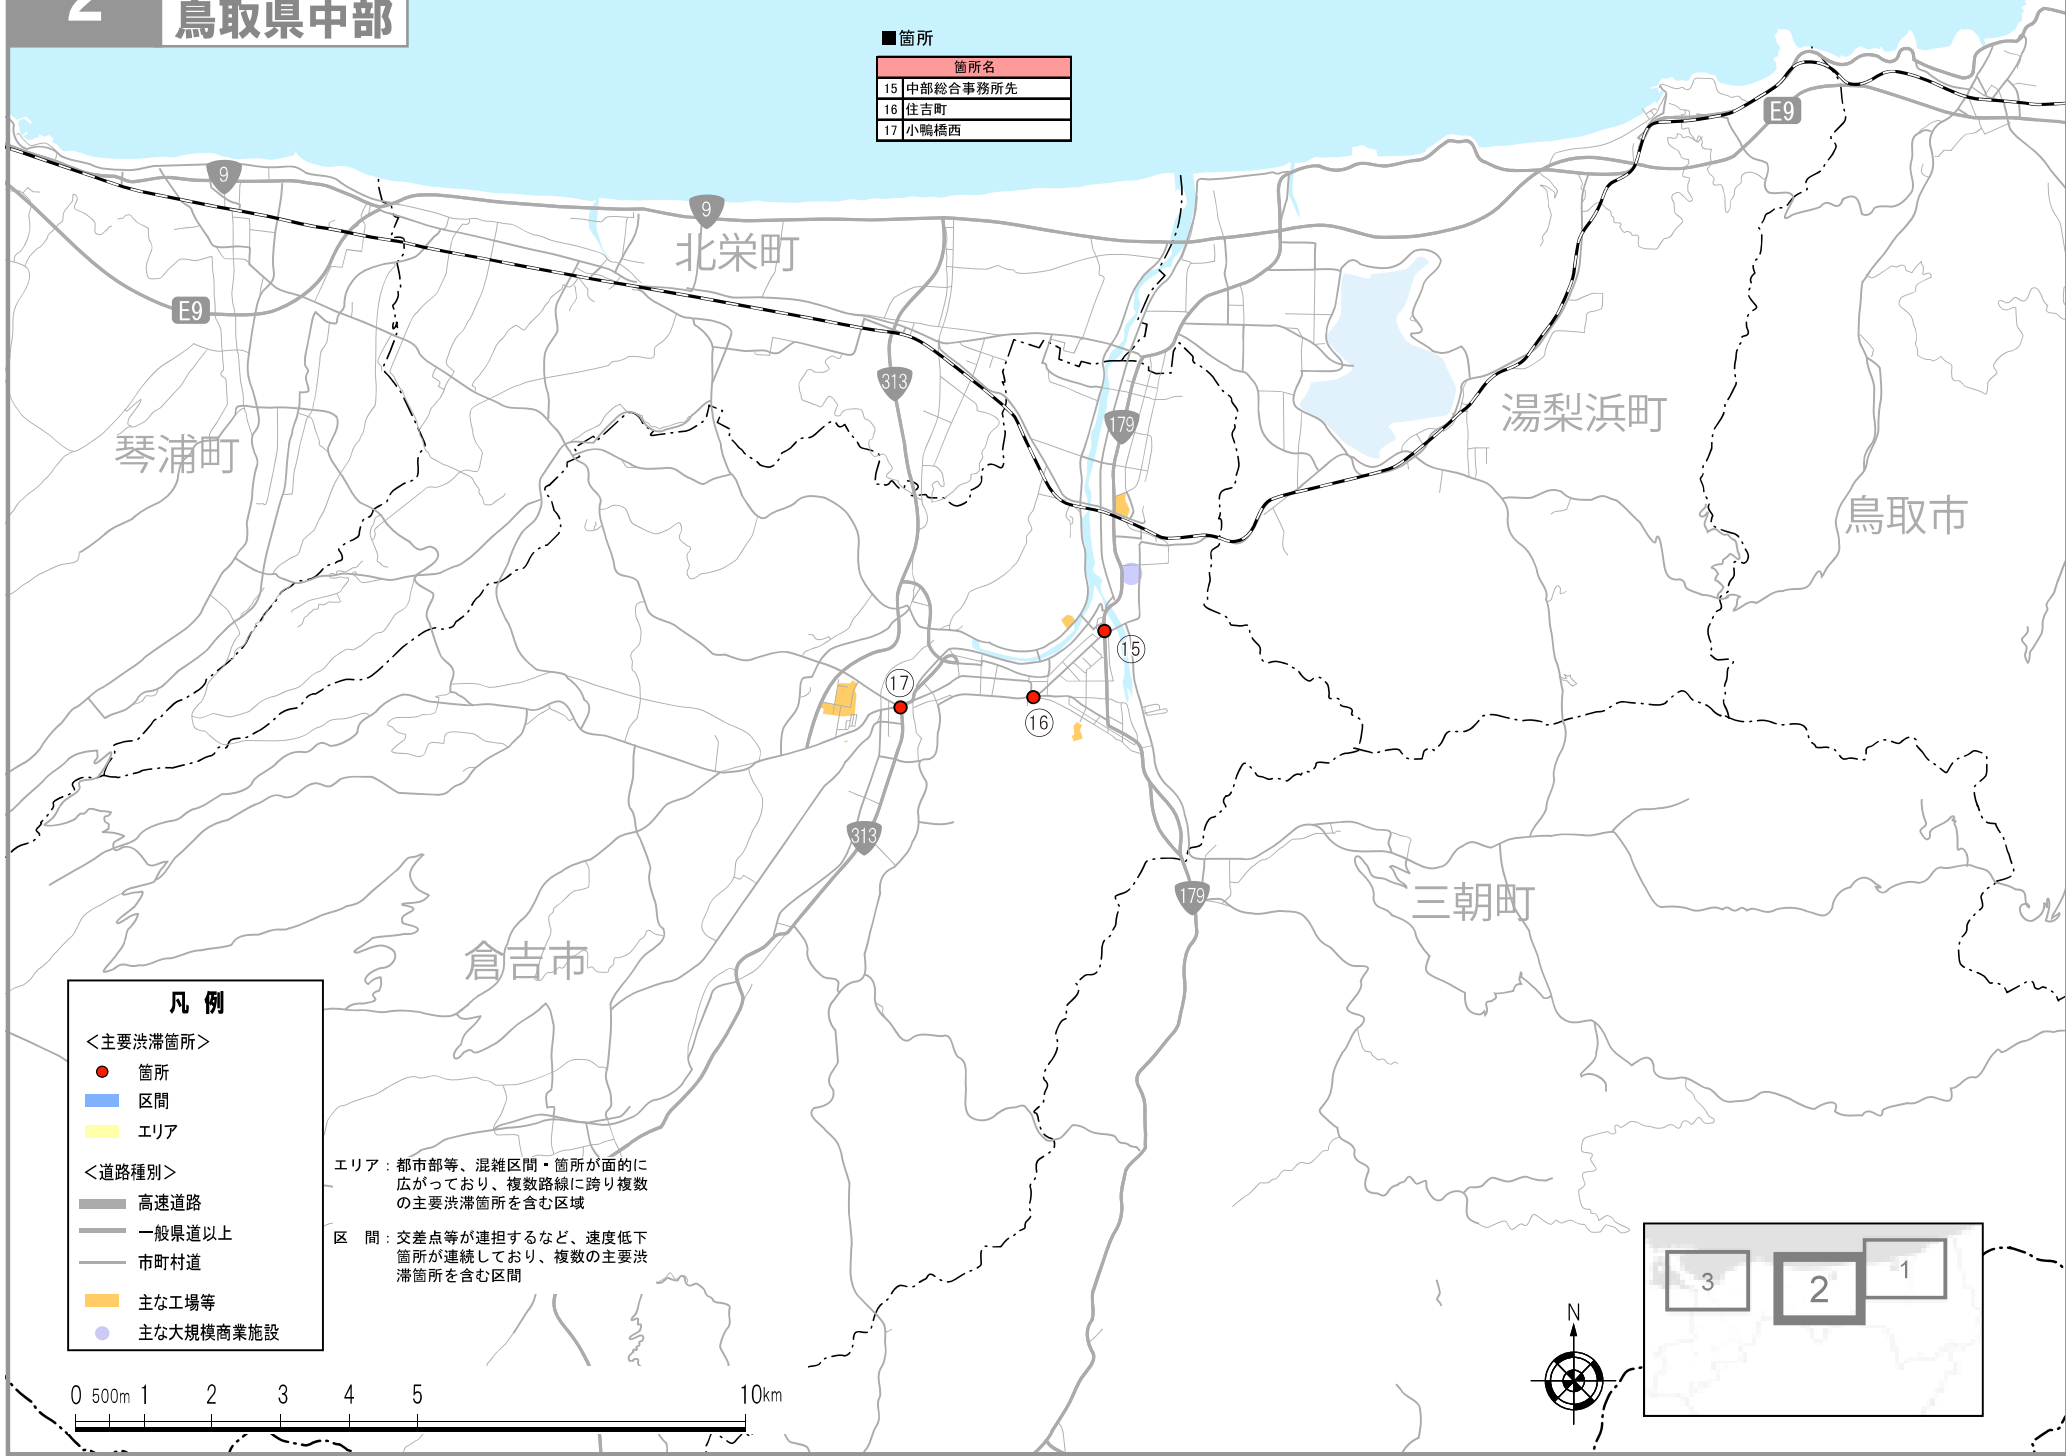 2
鳥取県中部
■箇所
箇所名
15 中部総合事務所先
16 住吉町
17 小鴨橋西
E9
9
9
北栄町
E9
313
179
湯梨浜町
琴浦町
鳥取市
15
17
16
313
179
三朝町
倉吉市
凡 例
＜主要渋滞箇所＞
箇所
区間
エリア
＜道路種別＞
高速道路
一般県道以上
市町村道
主な工場等
主な大規模商業施設
エリア：都市部等、混雑区間・箇所が面的に
広がっており、複数路線に跨り複数
の主要渋滞箇所を含む区域
区　間：交差点等が連担するなど、速度低下
箇所が連続しており、複数の主要渋
滞箇所を含む区間
0 500m 1 2 3 4 5 10km
N
3
2
1